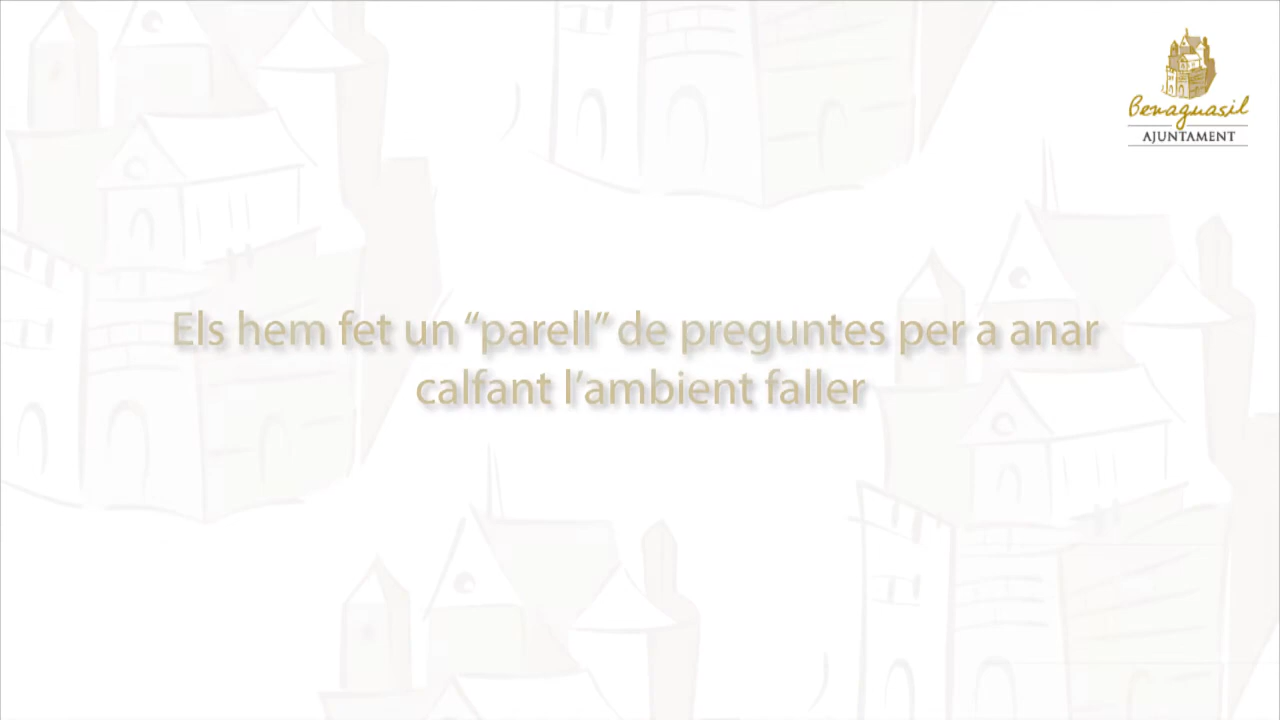 Benaguasil
AJUNTAMENT
Els hem fet un “parell” de preguntes per a anar
calfant l’ambient faller